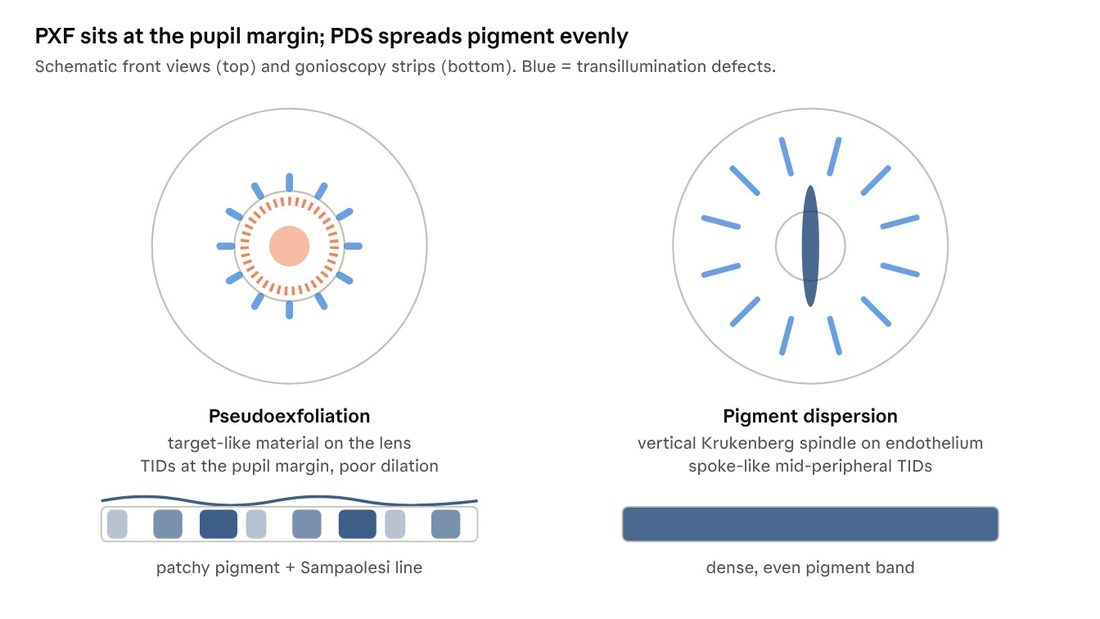 PXF sits at the pupil margin; PDS spreads pigment evenly
Schematic front views (top) and gonioscopy strips (bottom). Blue = transillumination defects.
Pseudoexfoliation
target-like material on the lens
TIDs at the pupil margin, poor dilation
patchy pigment + Sampaolesi line
Pigment dispersion
vertical Krukenberg spindle on endothelium
spoke-like mid-peripheral TIDs
dense, even pigment band